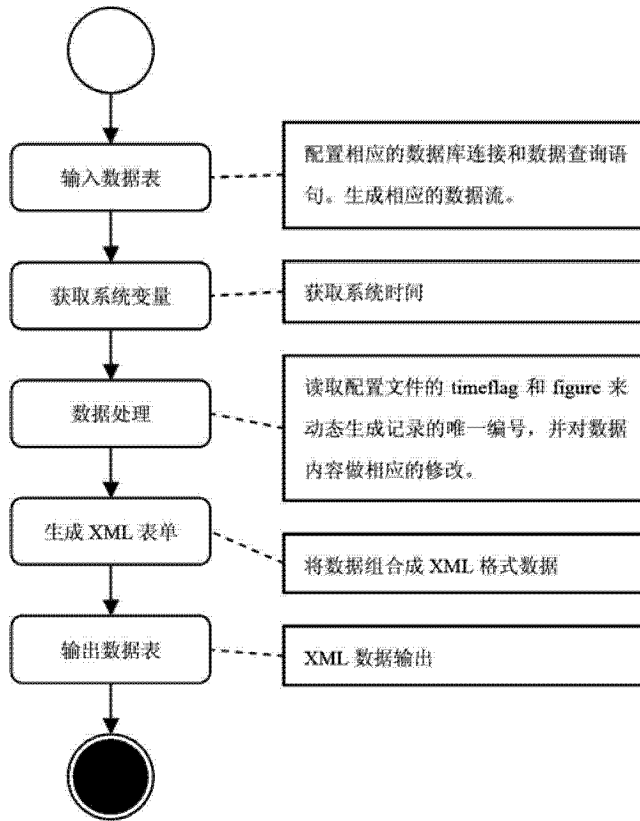 输入数据表
配置相应的数据库连接和数据查询语
句。生成相应的数据流。
获取系统变量
获取系统时间
数据处理
读取配置文件的 timeflag 和 figure 来
动态生成记录的唯一编号，并对数据
内容做相应的修改。
生成 XML 表单
将数据组合成 XML 格式数据
输出数据表
XML 数据输出